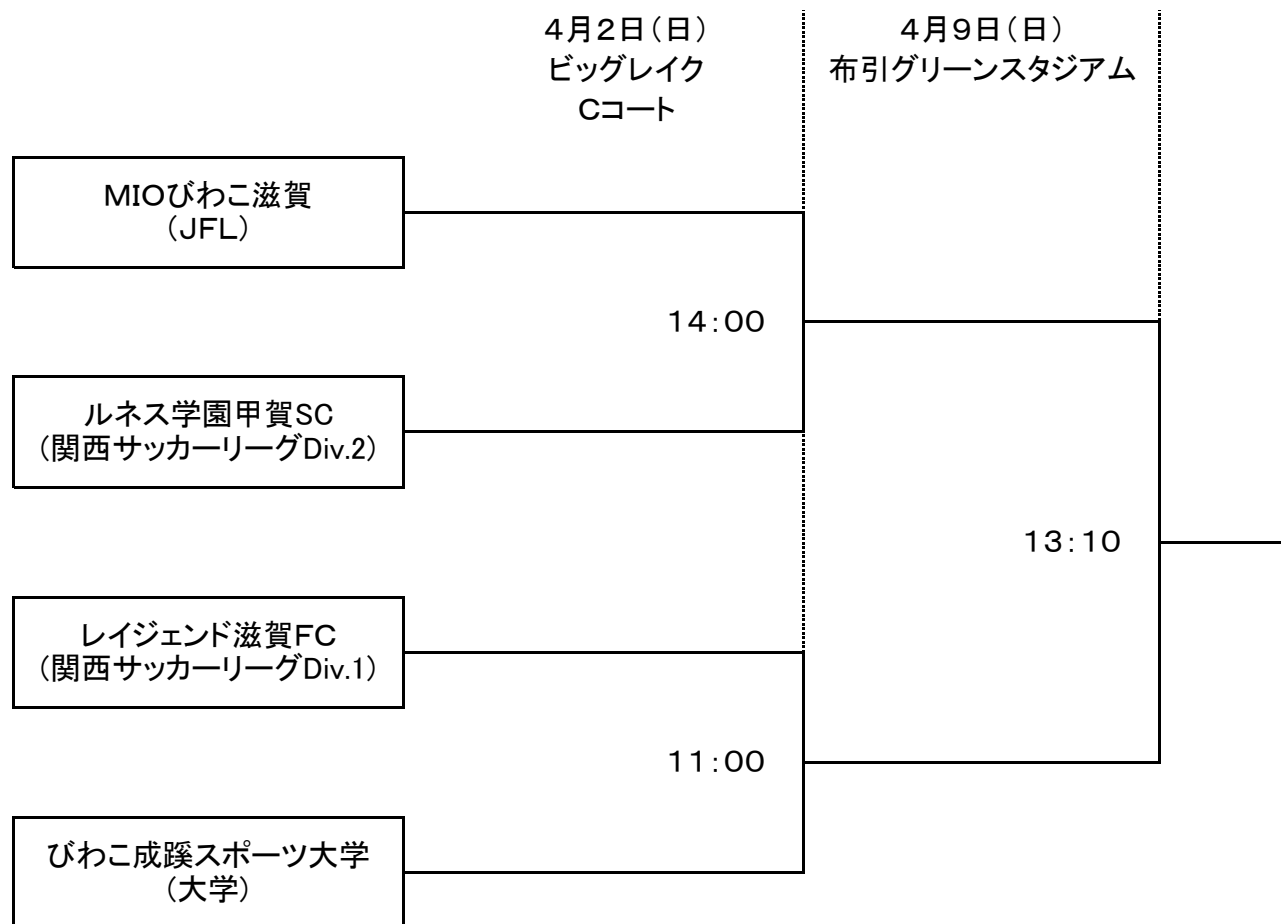 ４月２日（日）
ビッグレイク
Ｃコート
４月９日（日）
布引グリーンスタジアム
ＭＩＯびわこ滋賀
（ＪＦＬ）
１４：００
ルネス学園甲賀SC
（関西サッカーリーグDiv.2）
１３：１０
レイジェンド滋賀ＦＣ
（関西サッカーリーグDiv.1）
１１：００
びわこ成蹊スポーツ大学
（大学）